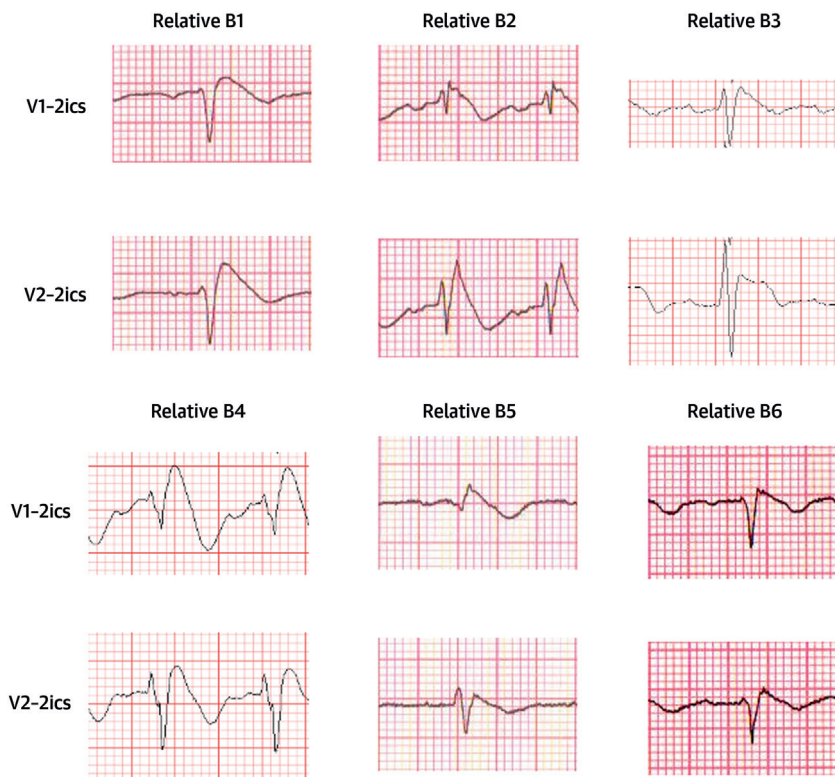 Relative B1
Relative B2
Relative B3
V1–2ics
V2–2ics
Relative B4
Relative B5
Relative B6
V1–2ics
V2–2ics